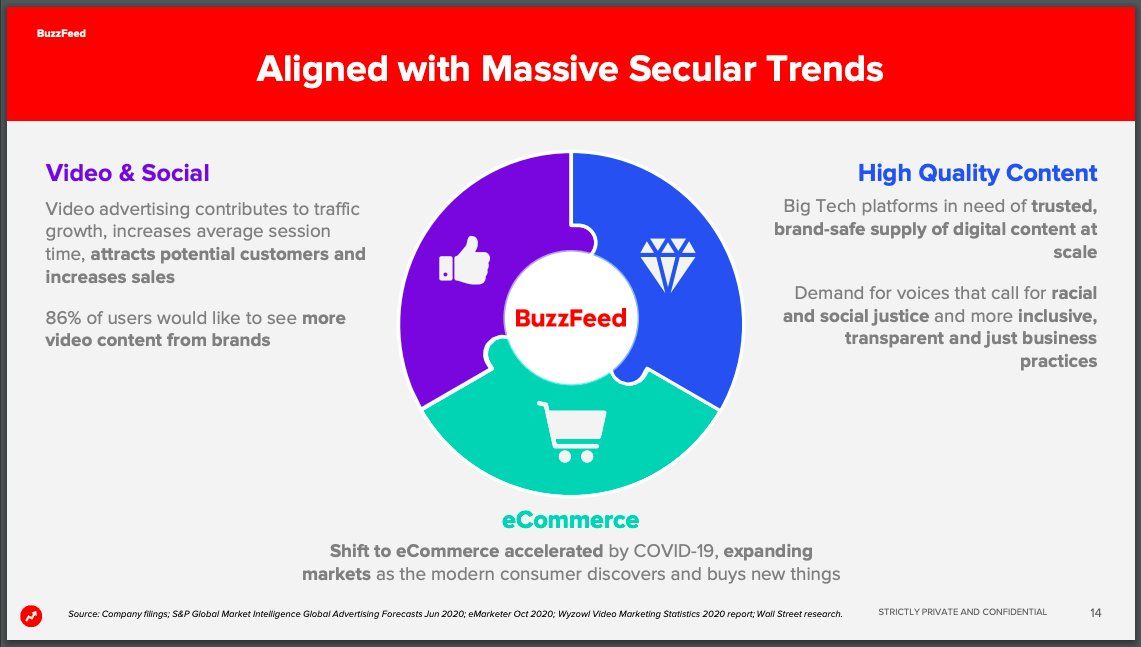 BuzzFeed
Aligned with Massive Secular Trends
Video & Social
Video advertising contributes to traffic
growth, increases average session
time, attracts potential customers and
increases sales
86% of users would like to see more
video content from brands
High Quality Content
Big Tech platforms in need of trusted,
brand-safe supply of digital content at
scale
Demand for voices that call for racial
and social justice and more inclusive,
transparent and just business
practices
BuzzFeed
eCommerce
Shift to eCommerce accelerated by COVID-19, expanding
markets as the modern consumer discovers and buys new things
Source: Company filings; S&P Global Market Intelligence Global Advertising Forecasts Jun 2020; eMarketer Oct 2020; Wyzowl Video Marketing Statistics 2020 report; Wall Street research.
STRICTLY PRIVATE AND CONFIDENTIAL
14